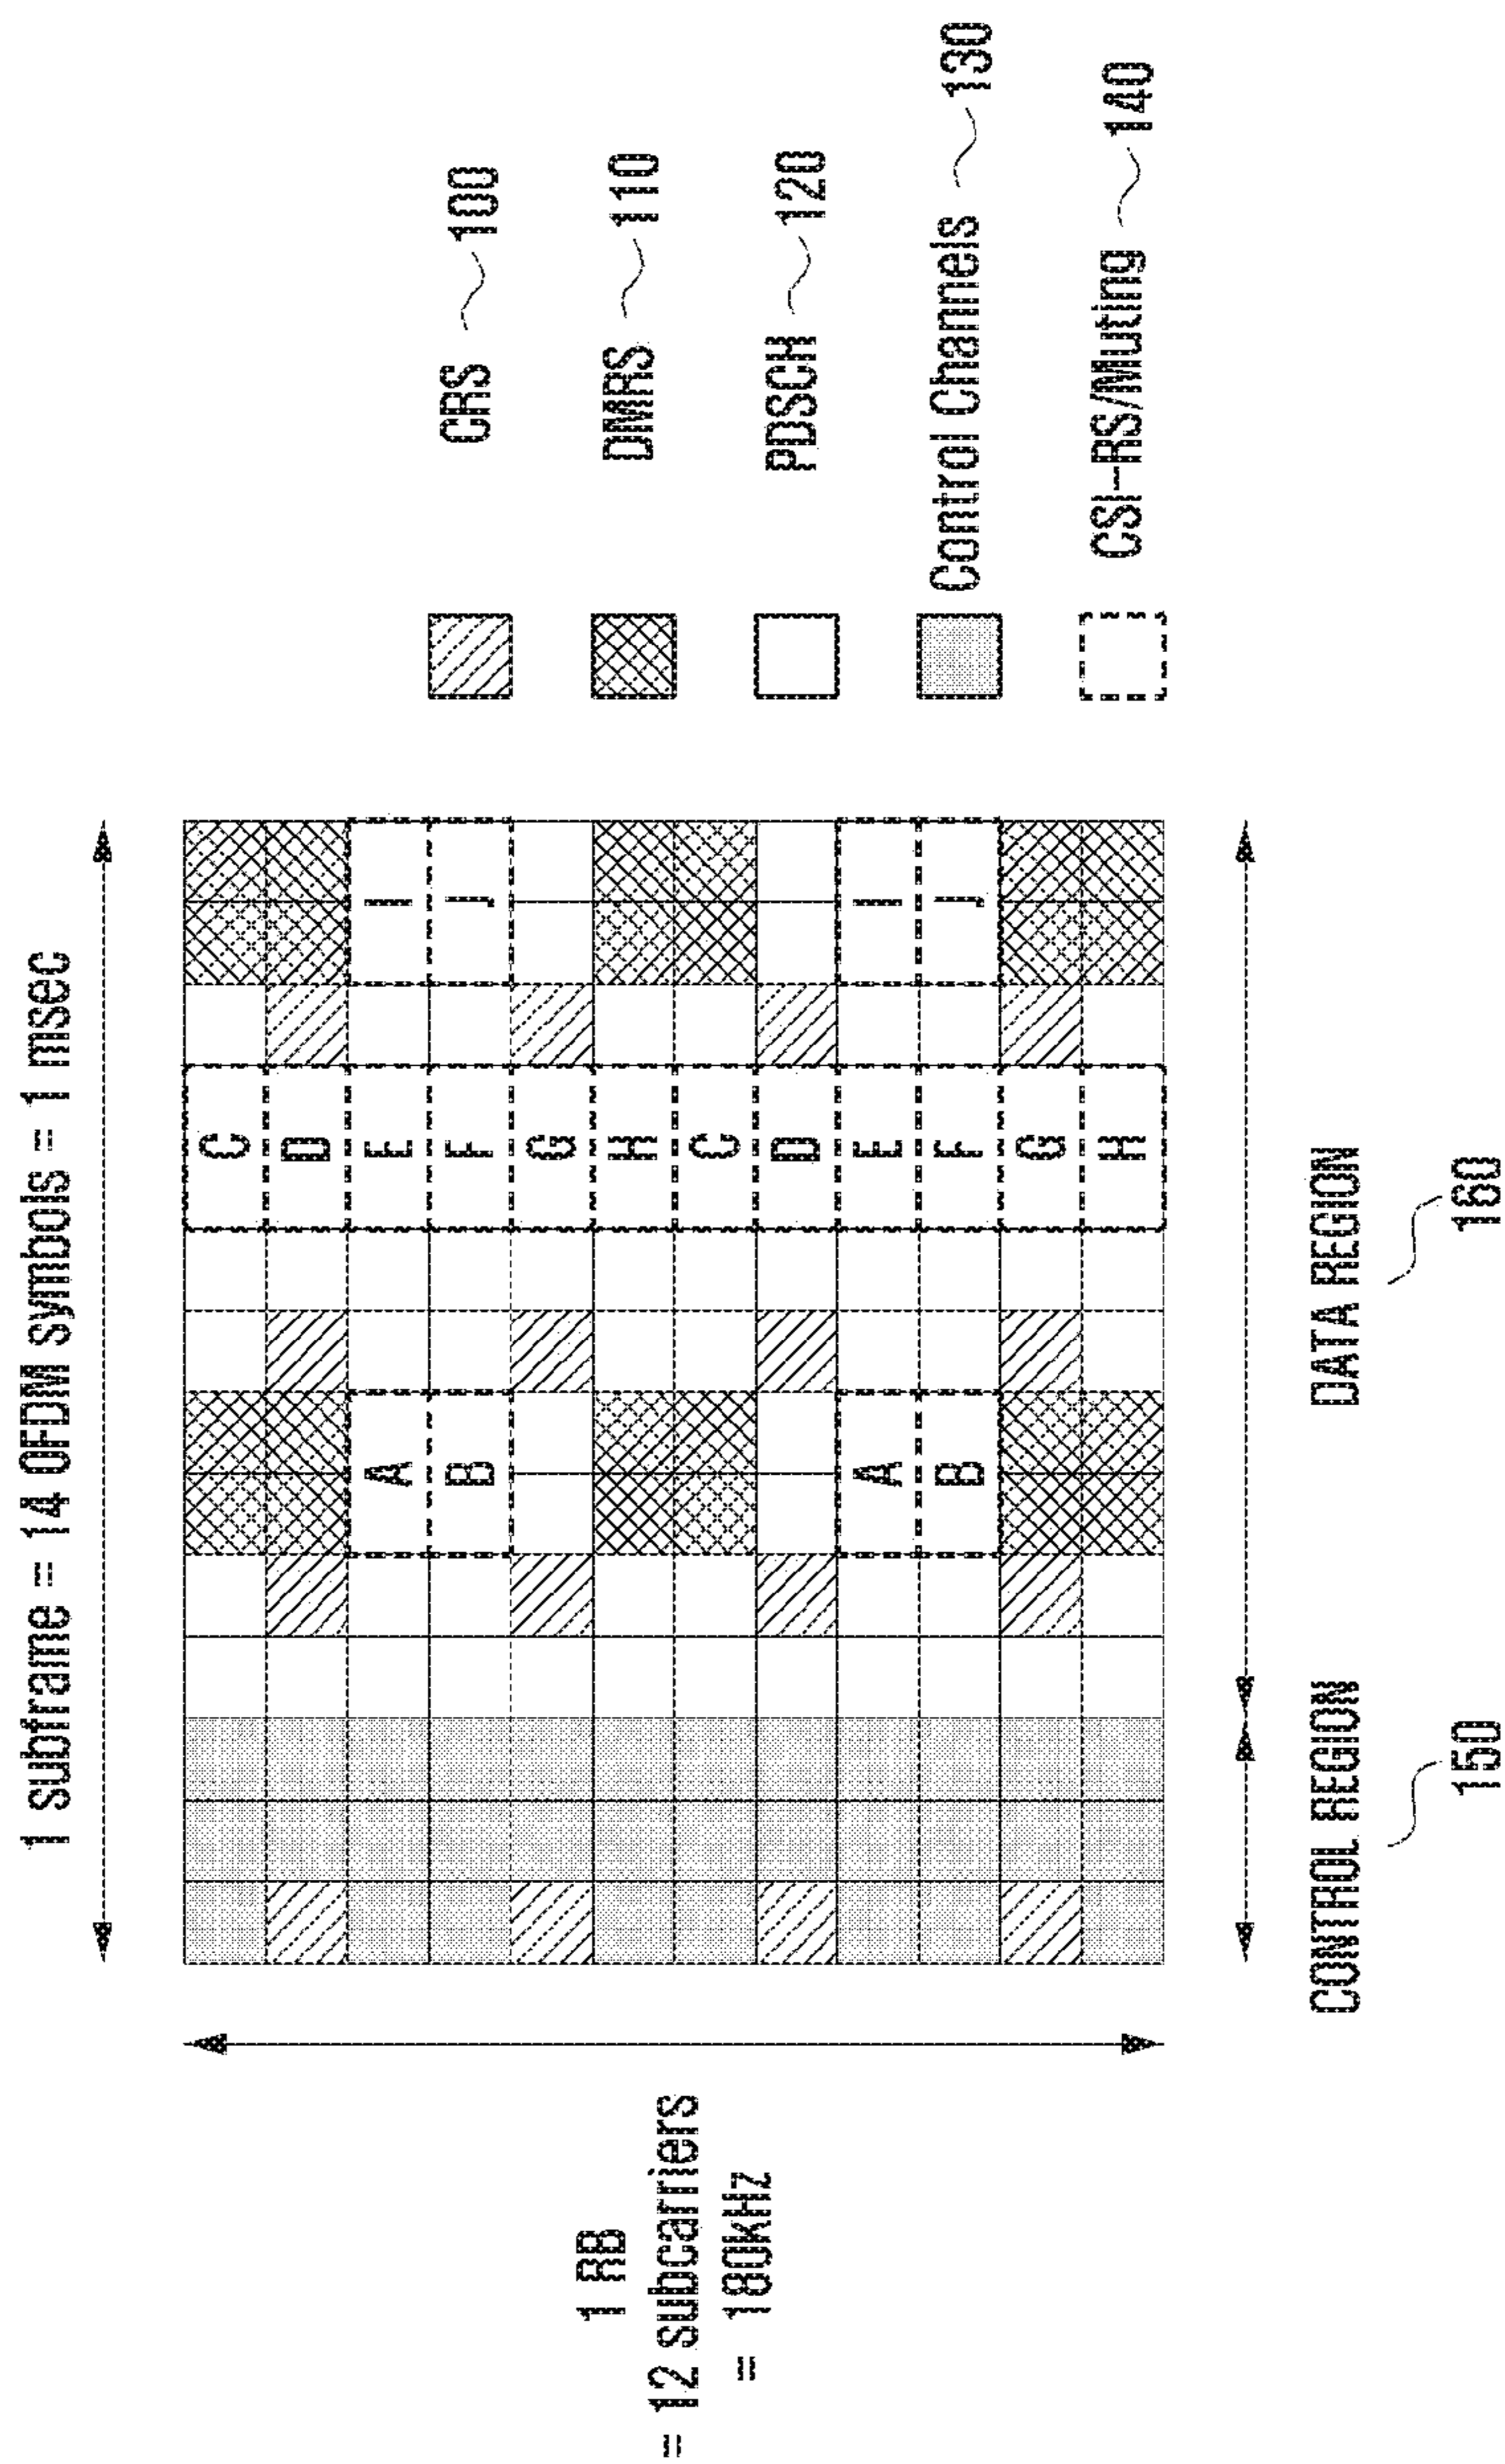 1 subframe = 14 OFDM symbols = 1 msec
1 RB
= 12 subcarriers
= 180kHz
C
D
A E I
B F J
G
H
C
D
A E I
B F J
G
H
CONTROL REGION
150
DATA REGION
160
CRS 100
DMRS 110
PDSCH 120
Control Channels 130
CSI-RS/Muting 140